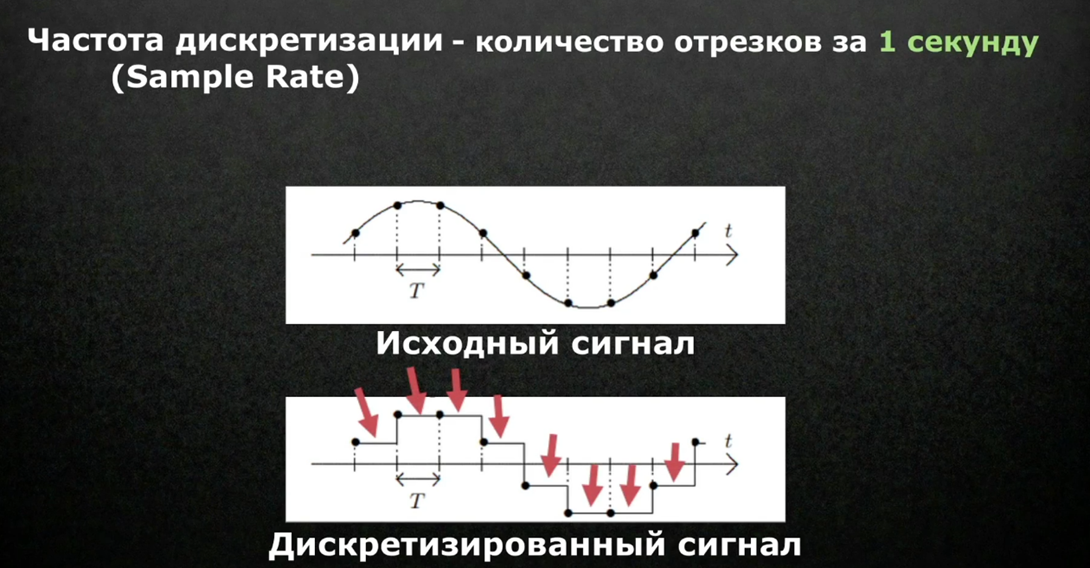 Частота дискретизации - количество отрезков за 1 секунду
(Sample Rate)
t
T
Исходный сигнал
t
T
Дискретизированный сигнал